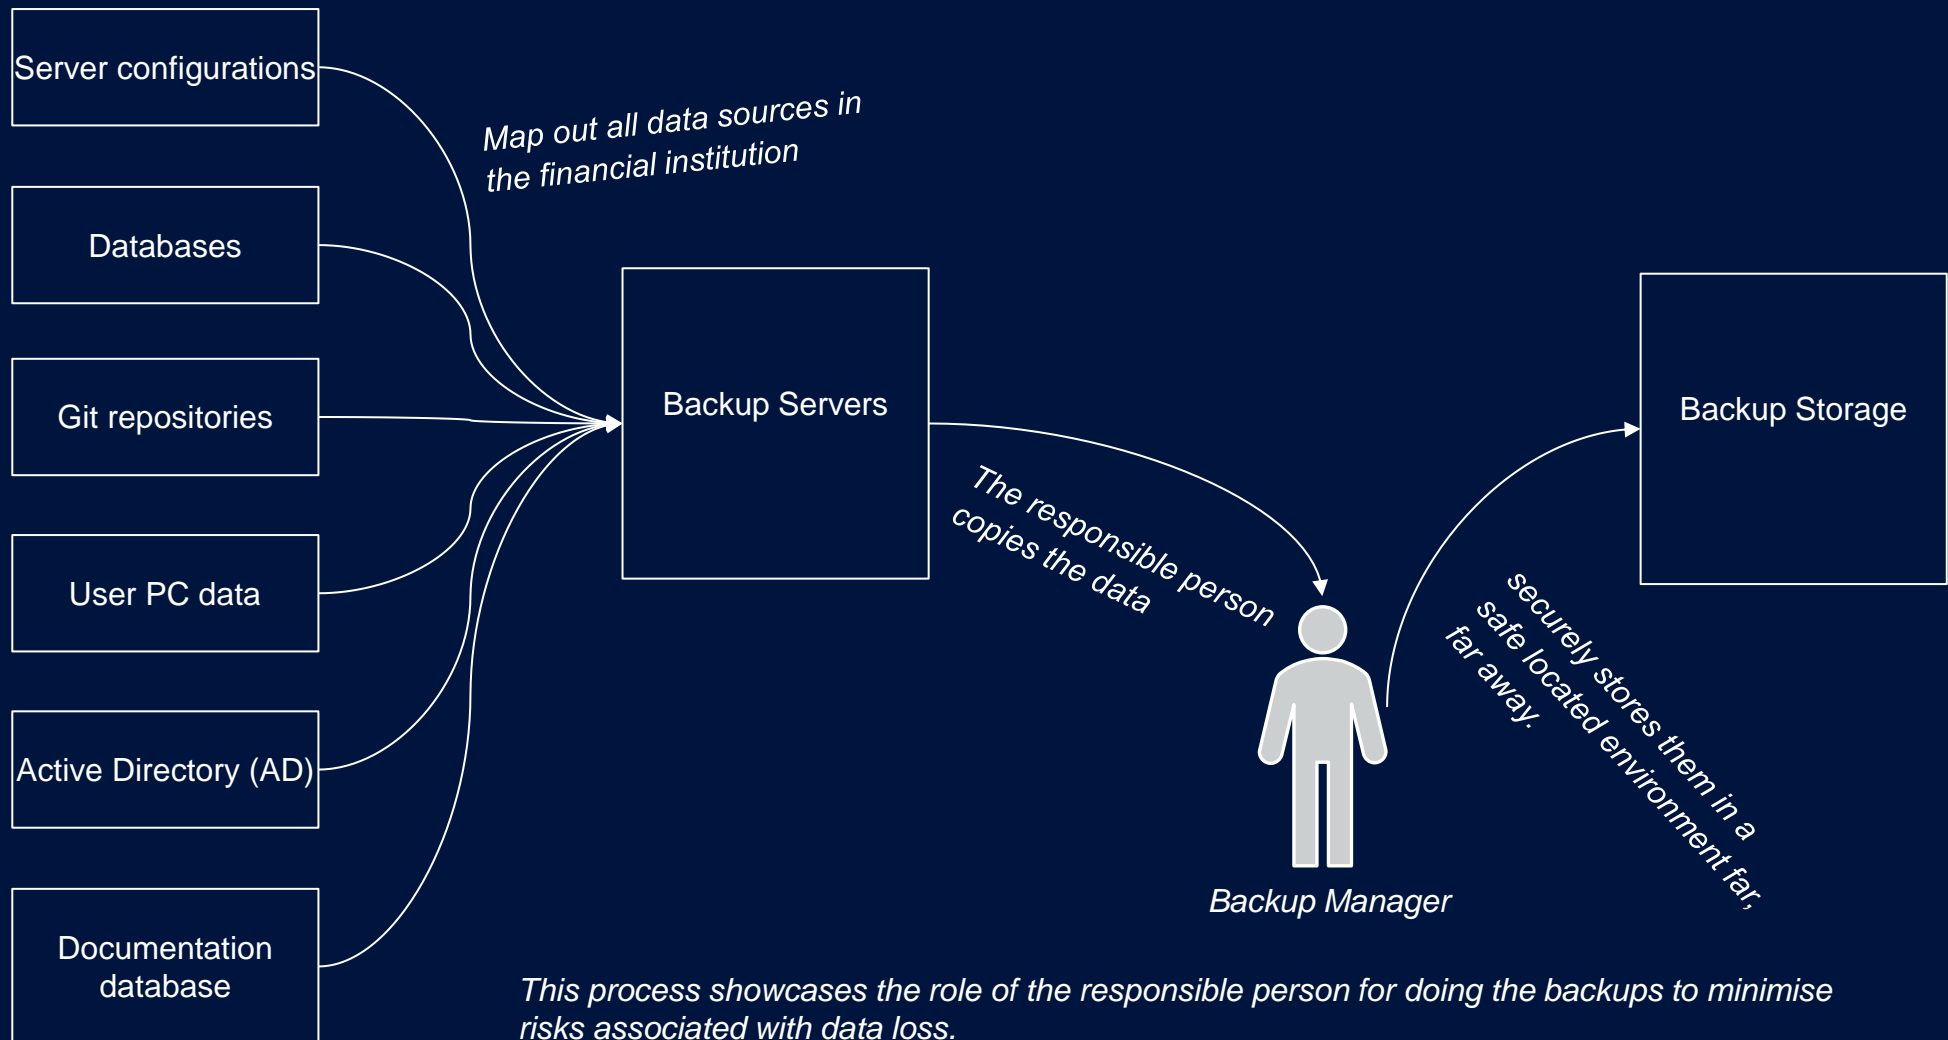 Server configurations
Map out all data sources in
the financial institution
Databases
Git repositories
Backup Servers
Backup Storage
The responsible person
copies the data
securely stores them in a
safe located environment far,
far away.
User PC data
Active Directory (AD)
Backup Manager
Documentation
database
This process showcases the role of the responsible person for doing the backups to minimise
risks associated with data loss.